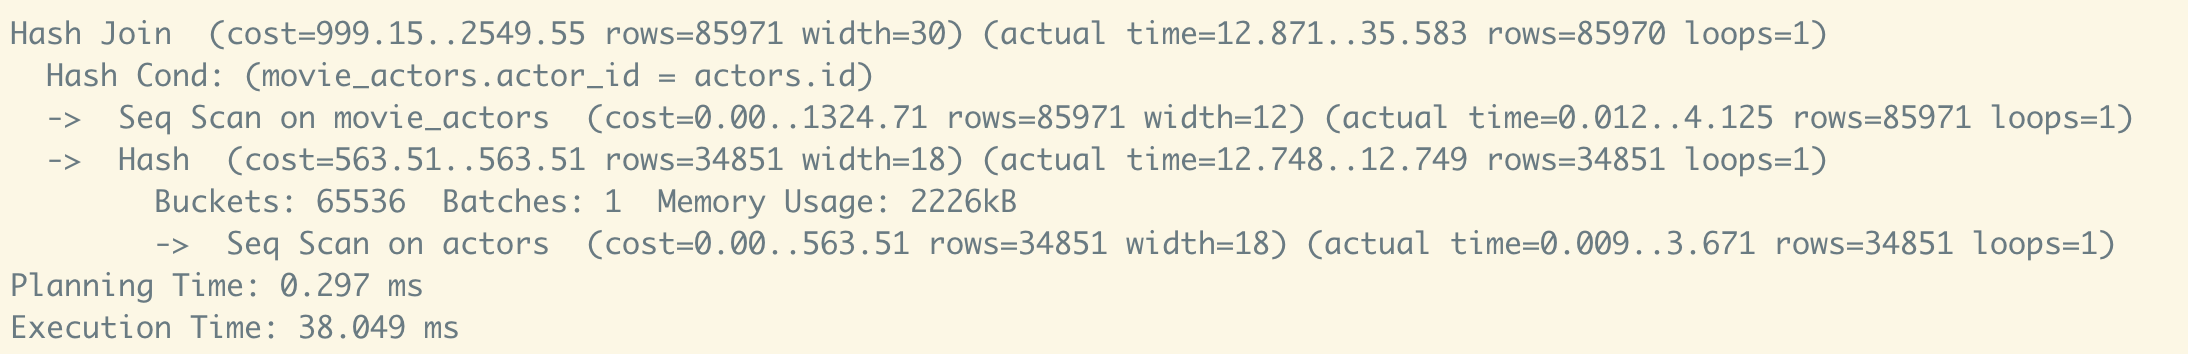 Hash Join  (cost=999.15..2549.55 rows=85971 width=30) (actual time=12.871..35.583 rows=85970 loops=1)
  Hash Cond: (movie_actors.actor_id = actors.id)
  ->  Seq Scan on movie_actors  (cost=0.00..1324.71 rows=85971 width=12) (actual time=0.012..4.125 rows=85971 loops=1)
  ->  Hash  (cost=563.51..563.51 rows=34851 width=18) (actual time=12.748..12.749 rows=34851 loops=1)
        Buckets: 65536  Batches: 1  Memory Usage: 2226kB
        ->  Seq Scan on actors  (cost=0.00..563.51 rows=34851 width=18) (actual time=0.009..3.671 rows=34851 loops=1)
Planning Time: 0.297 ms
Execution Time: 38.049 ms